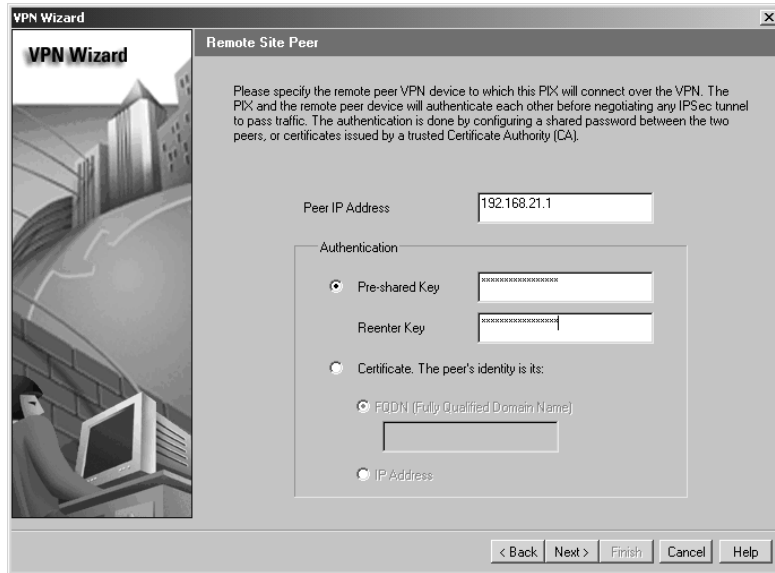 VPN Wizard
VPN Wizard
Remote Site Peer
Please specify the remote peer VPN device to which this PIX will connect over the VPN. The
PIX and the remote peer device will authenticate each other before negotiating any IPSec tunnel
to pass traffic. The authentication is done by configuring a shared password between the two
peers, or certificates issued by a trusted Certificate Authority (CA).
Peer IP Address
192.168.21.1
Authentication
Pre-shared Key
****************
Reenter Key
****************
Certificate. The peer's identity is its:
FQDN (Fully Qualified Domain Name)
IP Address
< Back
Next >
Finish
Cancel
Help